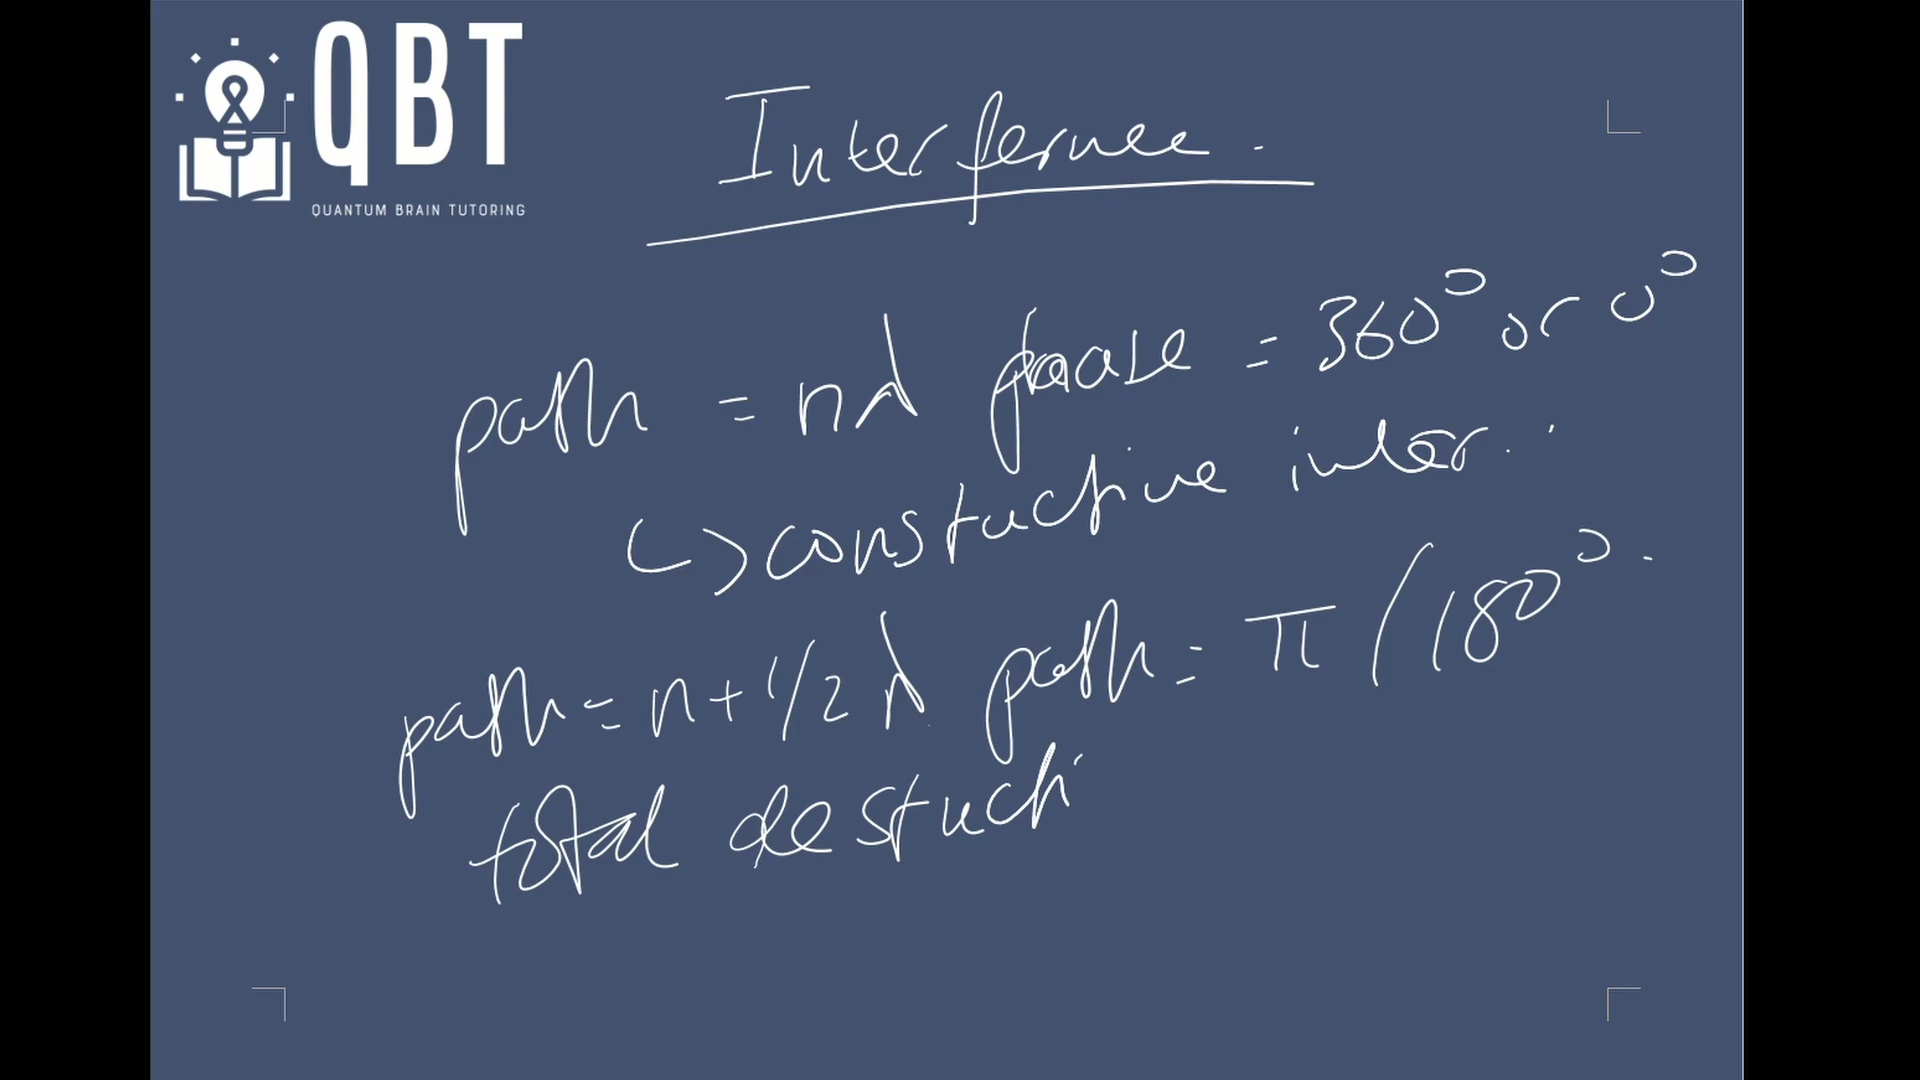 QBT
QUANTUM BRAIN TUTORING
Interfernce.
path = nλ phase = 360° or 0°
↳ constuctive inter..
path = n + 1/2 λ path = π / 180°.
total destucti